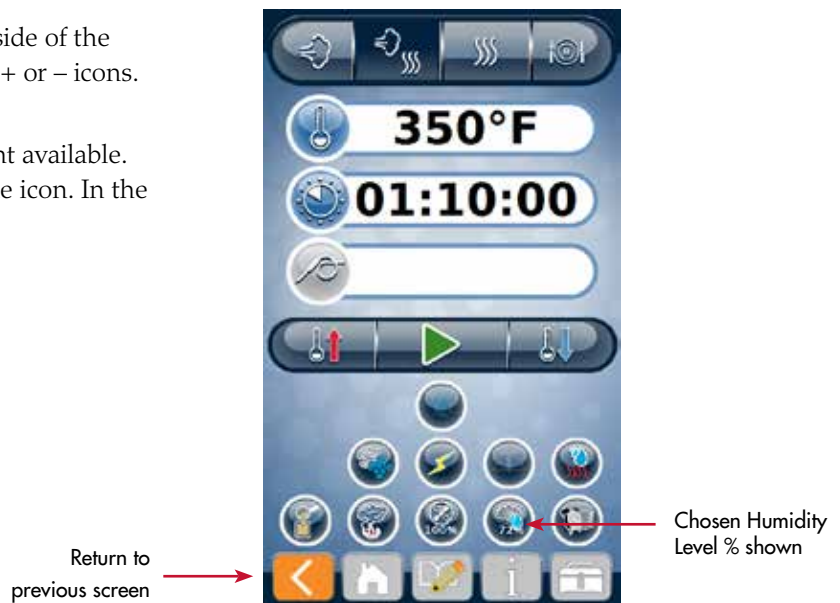 side of the
+ or – icons.
nt available.
e icon. In the
350°F
01:10:00
100%
Chosen Humidity
Level % shown
Return to
previous screen